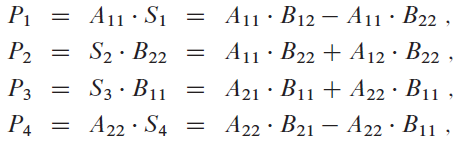 P₁ = A₁₁ · S₁ = A₁₁ · B₁₂ − A₁₁ · B₂₂ ,
P₂ = S₂ · B₂₂ = A₁₁ · B₂₂ + A₁₂ · B₂₂ ,
P₃ = S₃ · B₁₁ = A₂₁ · B₁₁ + A₂₂ · B₁₁ ,
P₄ = A₂₂ · S₄ = A₂₂ · B₂₁ − A₂₂ · B₁₁ ,